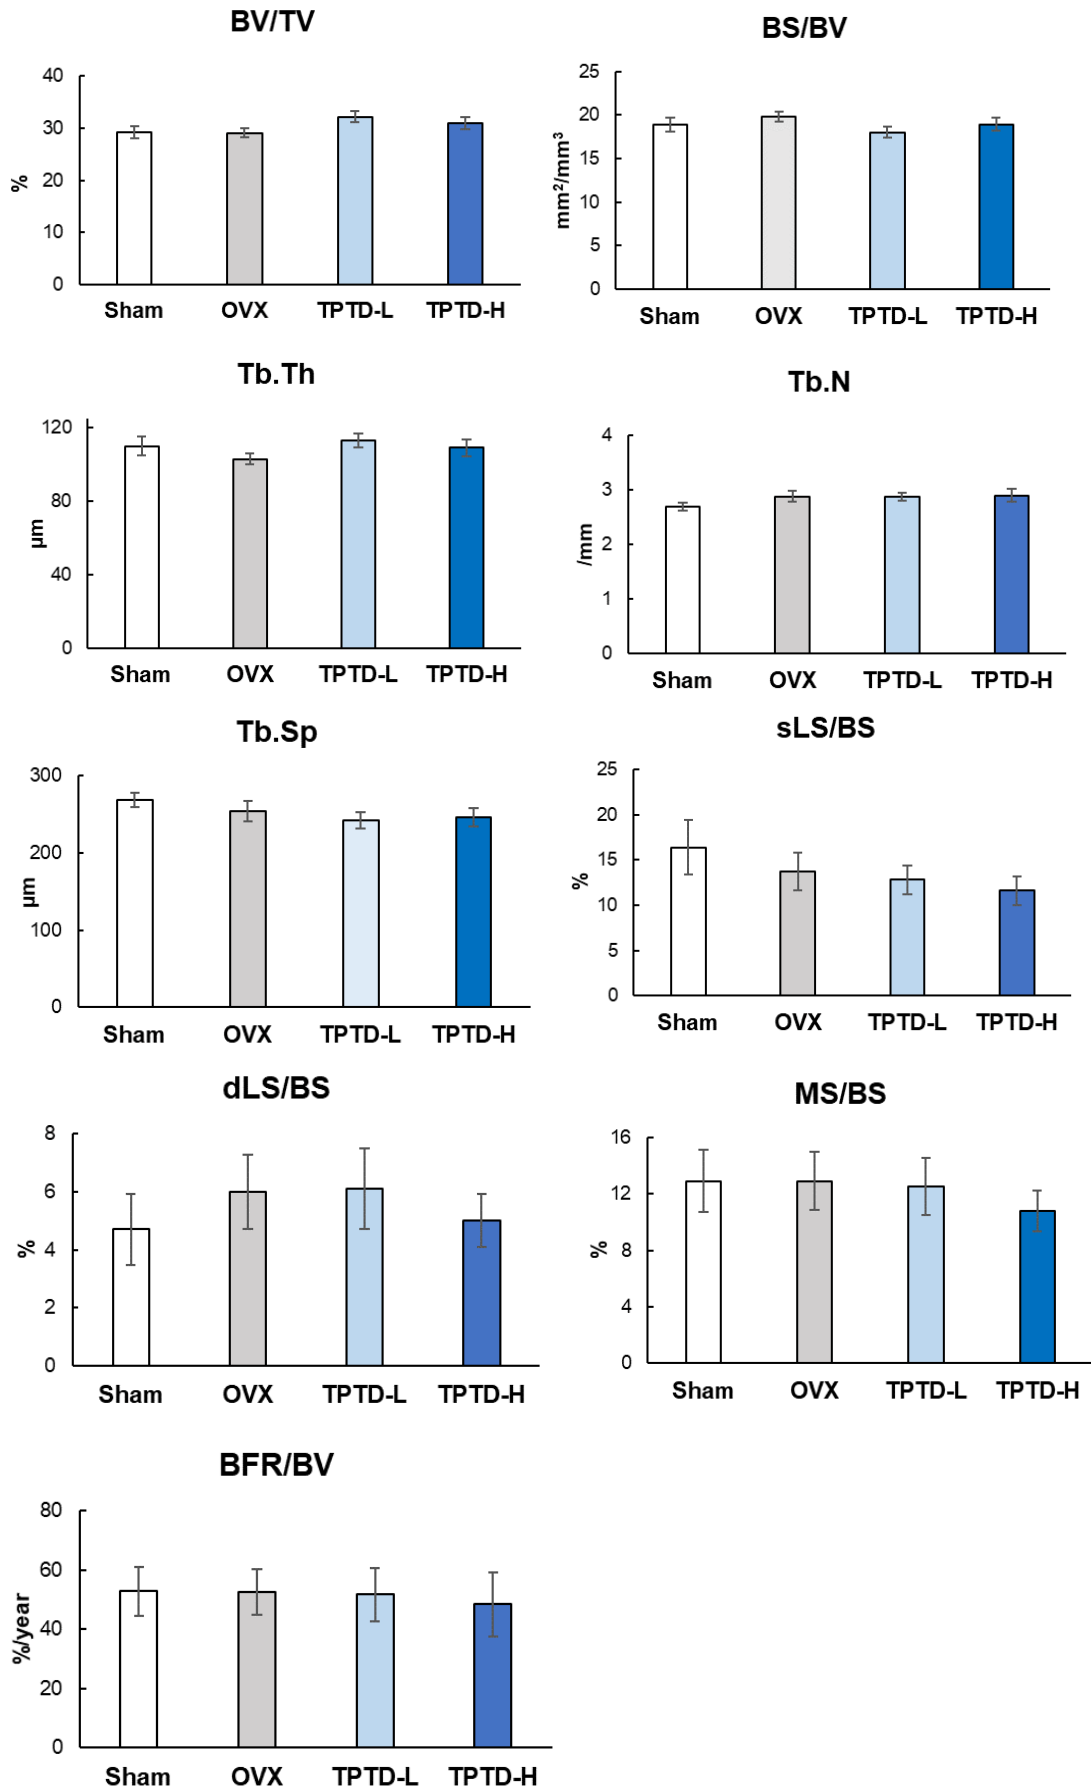 BV/TV
40
30
20
10
0
%
Sham OVX TPTD-L TPTD-H
BS/BV
25
20
15
10
5
0
mm²/mm³
Sham OVX TPTD-L TPTD-H
Tb.Th
120
80
40
0
µm
Sham OVX TPTD-L TPTD-H
Tb.N
4
3
2
1
0
/mm
Sham OVX TPTD-L TPTD-H
Tb.Sp
300
200
100
0
µm
Sham OVX TPTD-L TPTD-H
sLS/BS
25
20
15
10
5
0
%
Sham OVX TPTD-L TPTD-H
dLS/BS
8
6
4
2
0
%
Sham OVX TPTD-L TPTD-H
MS/BS
16
12
8
4
0
%
Sham OVX TPTD-L TPTD-H
BFR/BV
80
60
40
20
0
%/year
Sham OVX TPTD-L TPTD-H